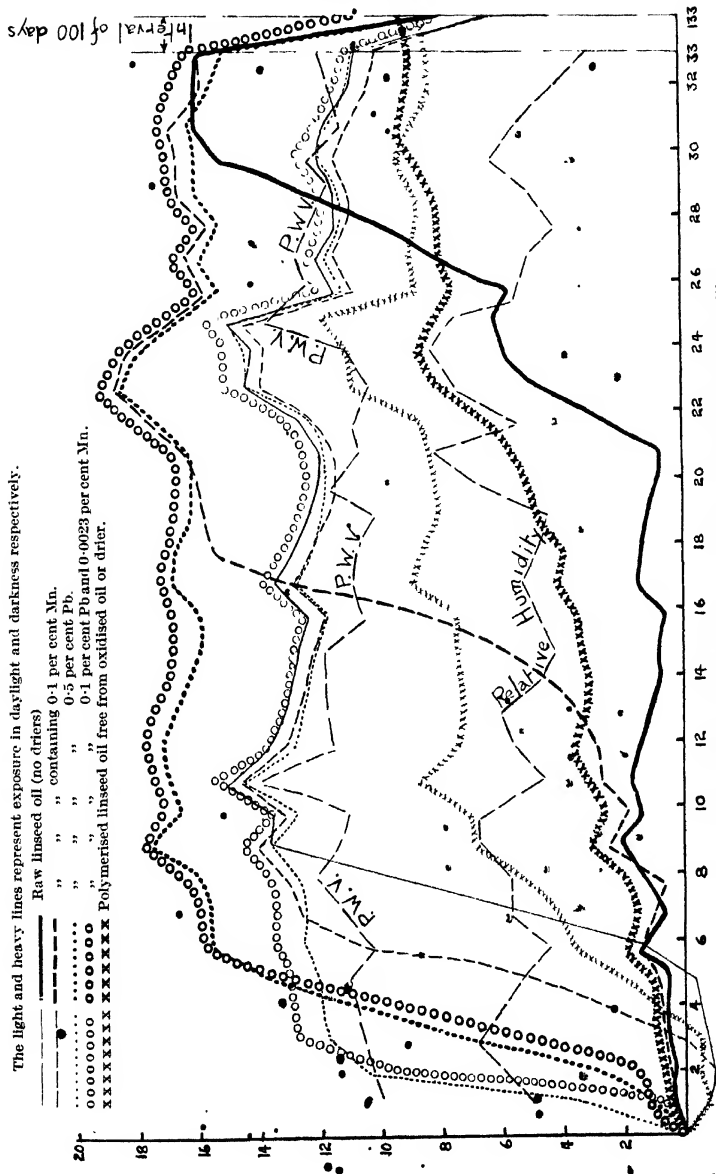 The light and heavy lines represent exposure in daylight and darkness respectively.
Raw linseed oil (no driers)
„ „ „ containing 0·1 per cent Mn.
„ „ „ 0·5 per cent Pb.
„ „ „ 0·1 per cent Pb and 0·0023 per cent Mn.
Polymerised linseed oil free from oxidised oil or drier.
Interval of 100 days
20
18
16
14
12
10
8
6
4
2
2
4
6
8
10
12
14
16
18
20
22
24
26
28
30
32 33
133
P.W.V.
P.W.V
P.W.V.
P.W.V
Relative Humidity